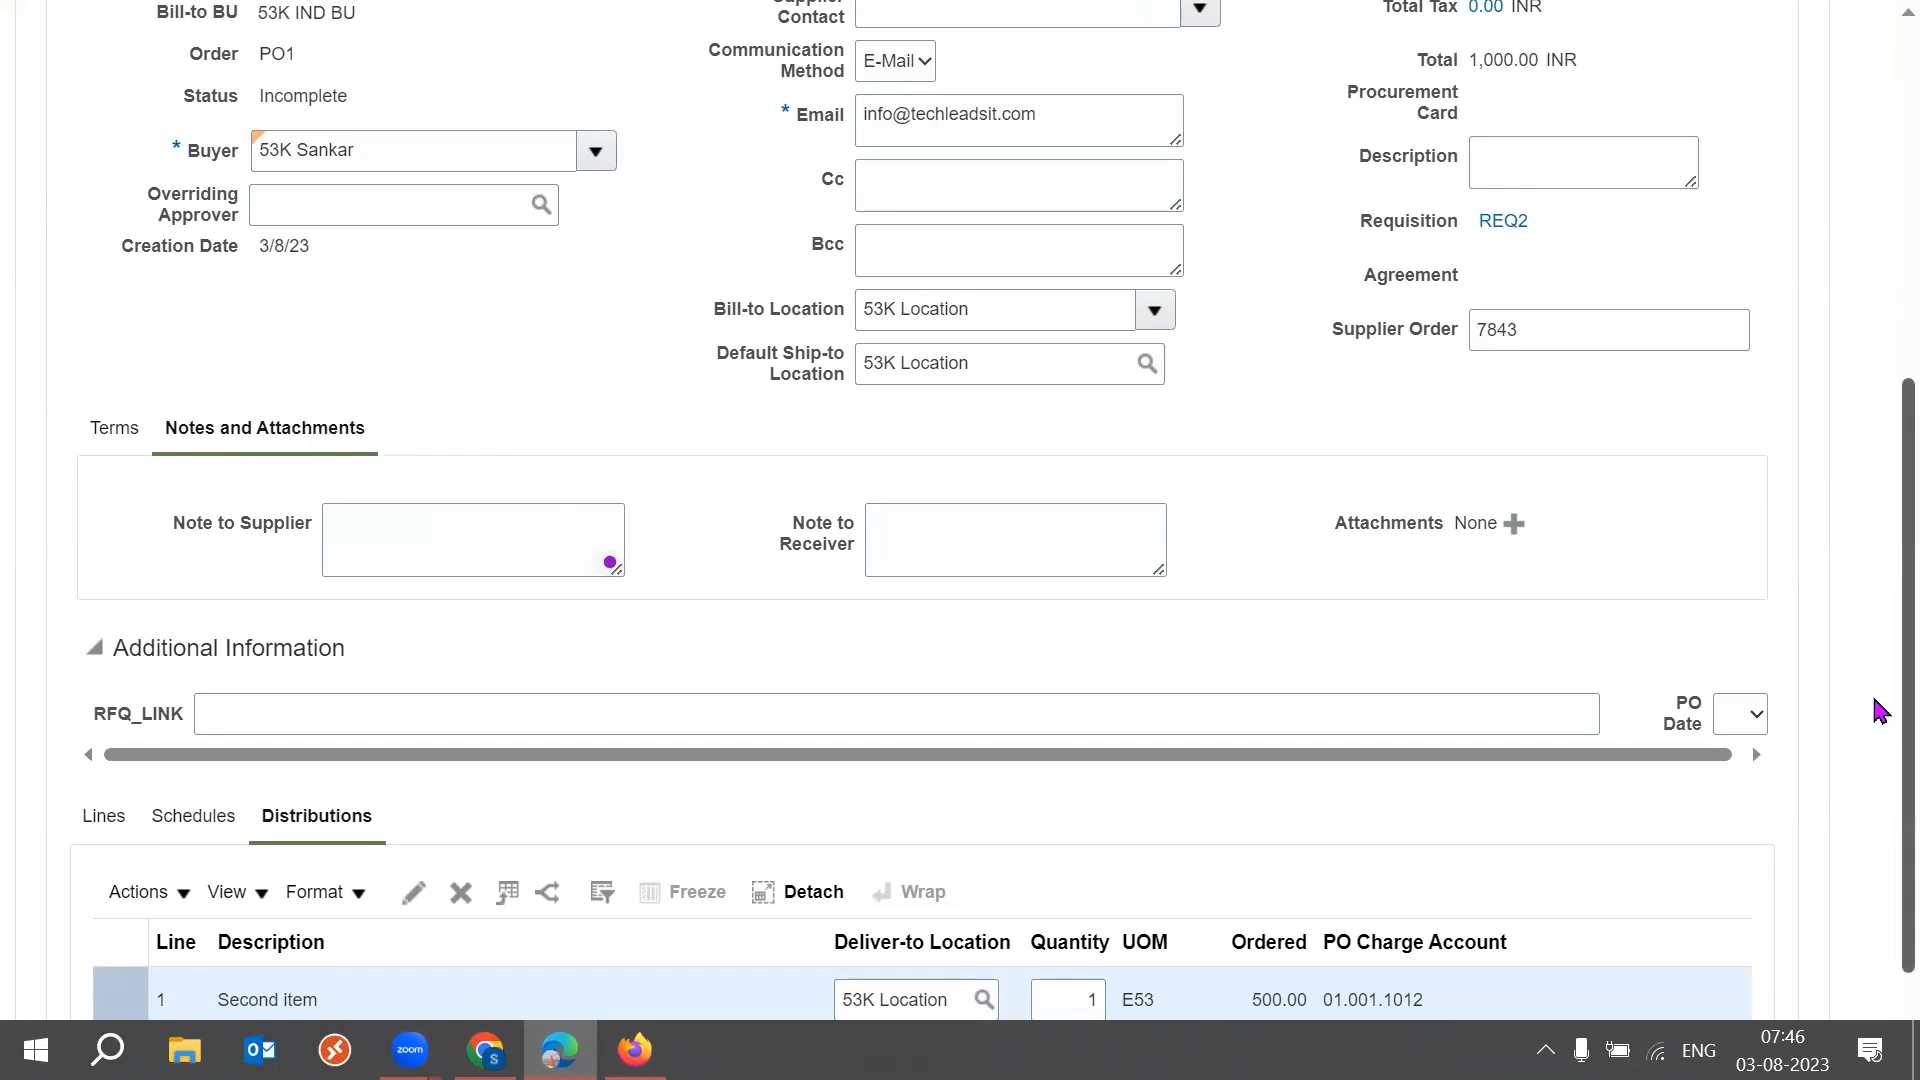 Bill-to BU 53K IND BU
Order PO1
Status Incomplete
* Buyer 53K Sankar
Overriding Approver
Creation Date 3/8/23
Supplier Contact
Communication Method E-Mail
* Email info@techleadsit.com
Cc
Bcc
Bill-to Location 53K Location
Default Ship-to Location 53K Location
Total Tax 0.00 INR
Total 1,000.00 INR
Procurement Card
Description
Requisition REQ2
Agreement
Supplier Order 7843
Terms Notes and Attachments
Note to Supplier
Note to Receiver
Attachments None
Additional Information
RFQ_LINK
PO Date
Lines Schedules Distributions
Actions View Format Freeze Detach Wrap
Line Description Deliver-to Location Quantity UOM Ordered PO Charge Account
1 Second item 53K Location 1 E53 500.00 01.001.1012
zoom
S
ENG
07:46
03-08-2023